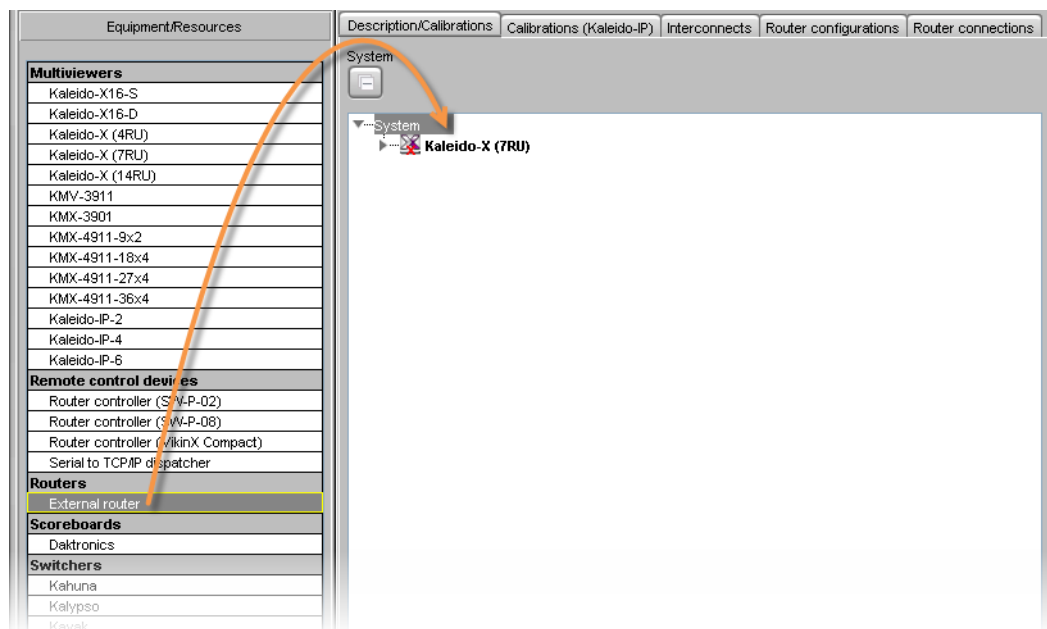 Equipment/Resources
Multiviewers
Kaleido-X16-S
Kaleido-X16-D
Kaleido-X (4RU)
Kaleido-X (7RU)
Kaleido-X (14RU)
KMV-3911
KMX-3901
KMX-4911-9x2
KMX-4911-18x4
KMX-4911-27x4
KMX-4911-36x4
Kaleido-IP-2
Kaleido-IP-4
Kaleido-IP-6
Remote control devices
Router controller (SW-P-02)
Router controller (SW-P-08)
Router controller (VikinX Compact)
Serial to TCP/IP dispatcher
Routers
External router
Scoreboards
Daktronics
Switchers
Kahuna
Kalypso
Kayak
Description/Calibrations
Calibrations (Kaleido-IP)
Interconnects
Router configurations
Router connections
System
System
Kaleido-X (7RU)